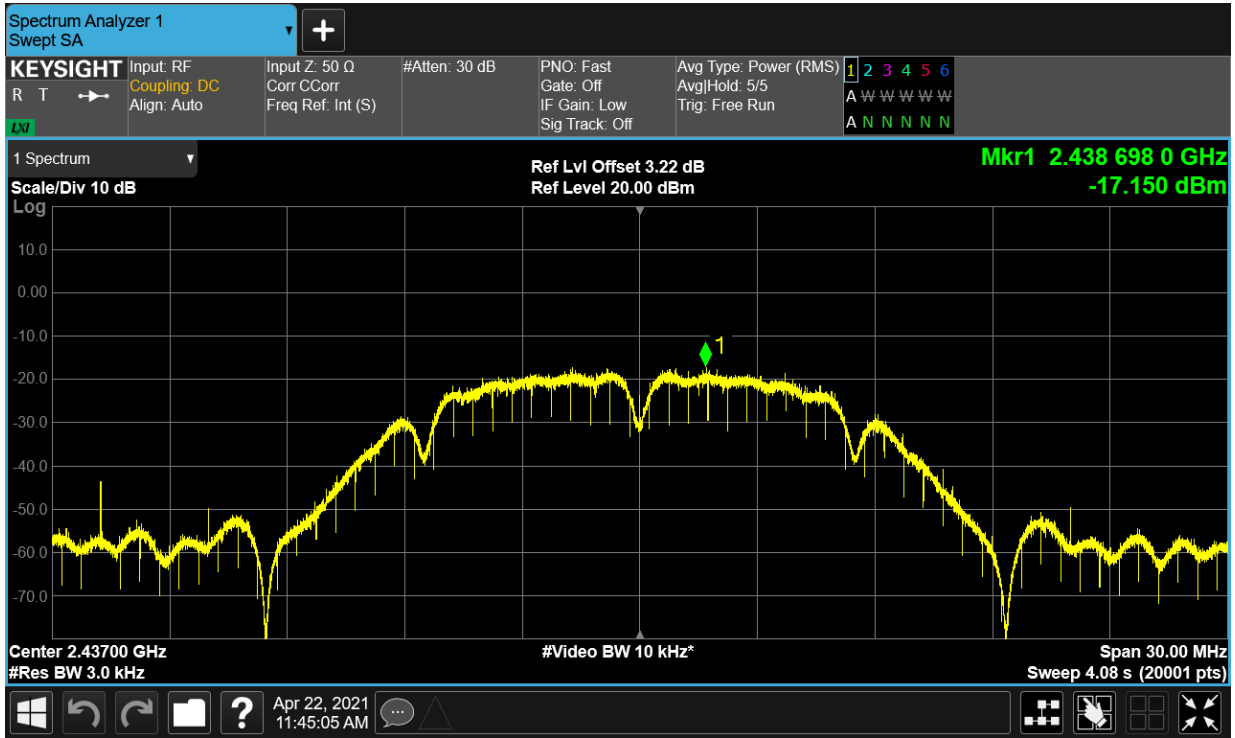 Spectrum Analyzer 1
Swept SA
+
KEYSIGHT
R T
LXI
Input: RF
Coupling: DC
Align: Auto
Input Z: 50 Ω
Corr CCorr
Freq Ref: Int (S)
#Atten: 30 dB
PNO: Fast
Gate: Off
IF Gain: Low
Sig Track: Off
Avg Type: Power (RMS)
Avg|Hold: 5/5
Trig: Free Run
1 2 3 4 5 6
A W W W W W
A N N N N N
1 Spectrum
Scale/Div 10 dB
Log
Ref Lvl Offset 3.22 dB
Ref Level 20.00 dBm
Mkr1 2.438 698 0 GHz
-17.150 dBm
10.0
0.00
-10.0
1
-20.0
-30.0
-40.0
-50.0
-60.0
-70.0
Center 2.43700 GHz
#Video BW 10 kHz*
Span 30.00 MHz
#Res BW 3.0 kHz
Sweep 4.08 s (20001 pts)
?
Apr 22, 2021
11:45:05 AM